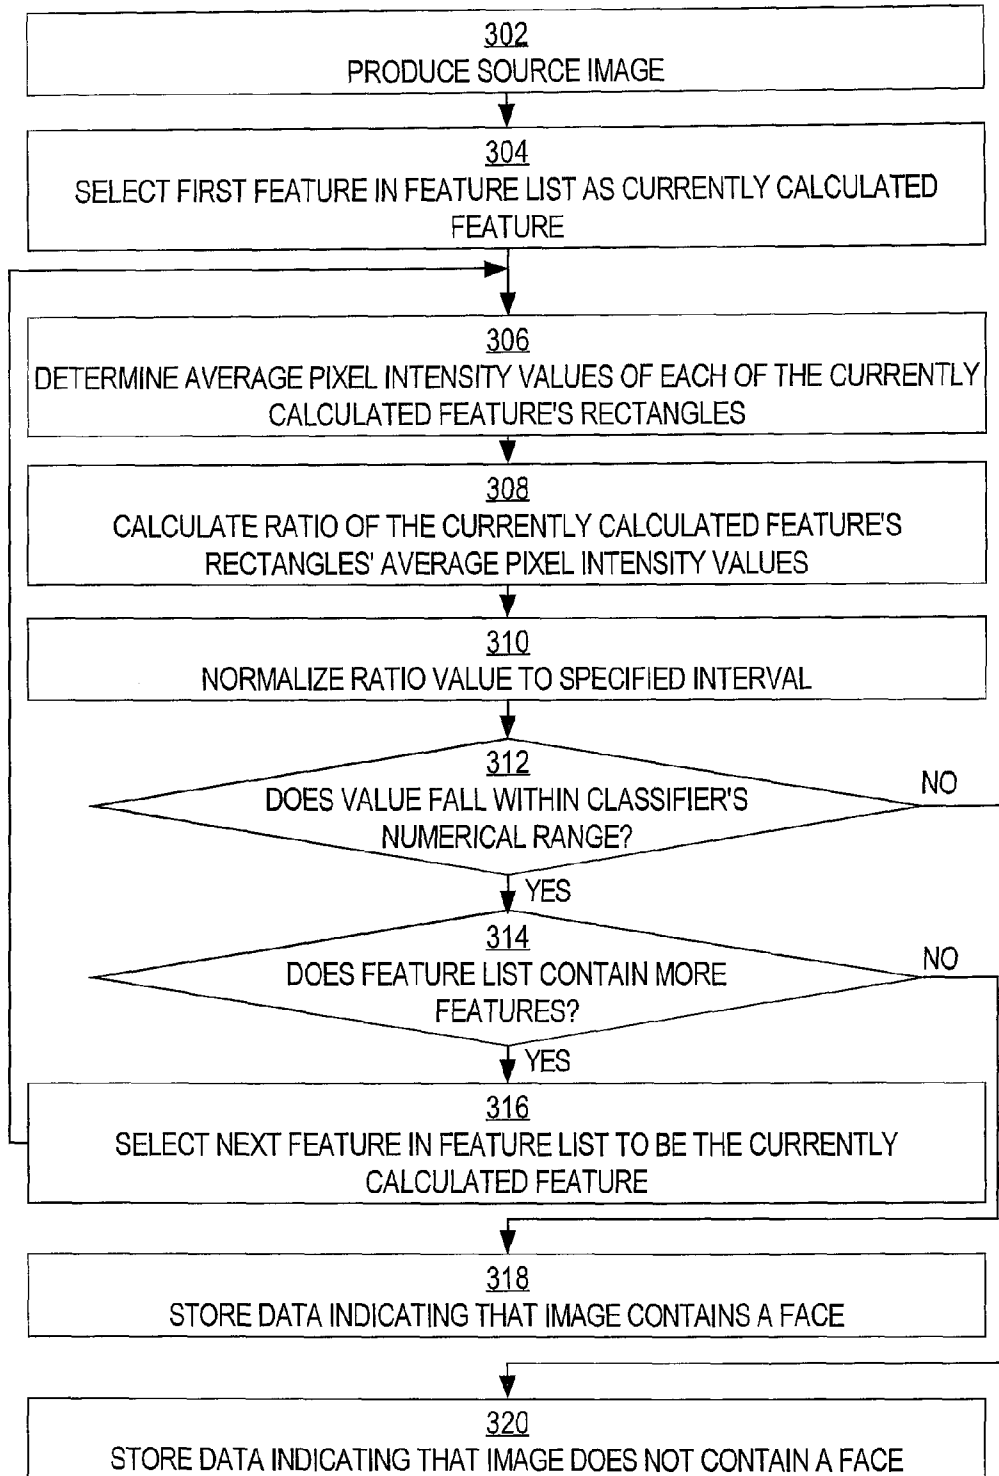 302
PRODUCE SOURCE IMAGE
304
SELECT FIRST FEATURE IN FEATURE LIST AS CURRENTLY CALCULATED
FEATURE
306
DETERMINE AVERAGE PIXEL INTENSITY VALUES OF EACH OF THE CURRENTLY
CALCULATED FEATURE'S RECTANGLES
308
CALCULATE RATIO OF THE CURRENTLY CALCULATED FEATURE'S
RECTANGLES' AVERAGE PIXEL INTENSITY VALUES
310
NORMALIZE RATIO VALUE TO SPECIFIED INTERVAL
312
DOES VALUE FALL WITHIN CLASSIFIER'S
NUMERICAL RANGE?
NO
YES
314
DOES FEATURE LIST CONTAIN MORE
FEATURES?
NO
YES
316
SELECT NEXT FEATURE IN FEATURE LIST TO BE THE CURRENTLY
CALCULATED FEATURE
318
STORE DATA INDICATING THAT IMAGE CONTAINS A FACE
320
STORE DATA INDICATING THAT IMAGE DOES NOT CONTAIN A FACE